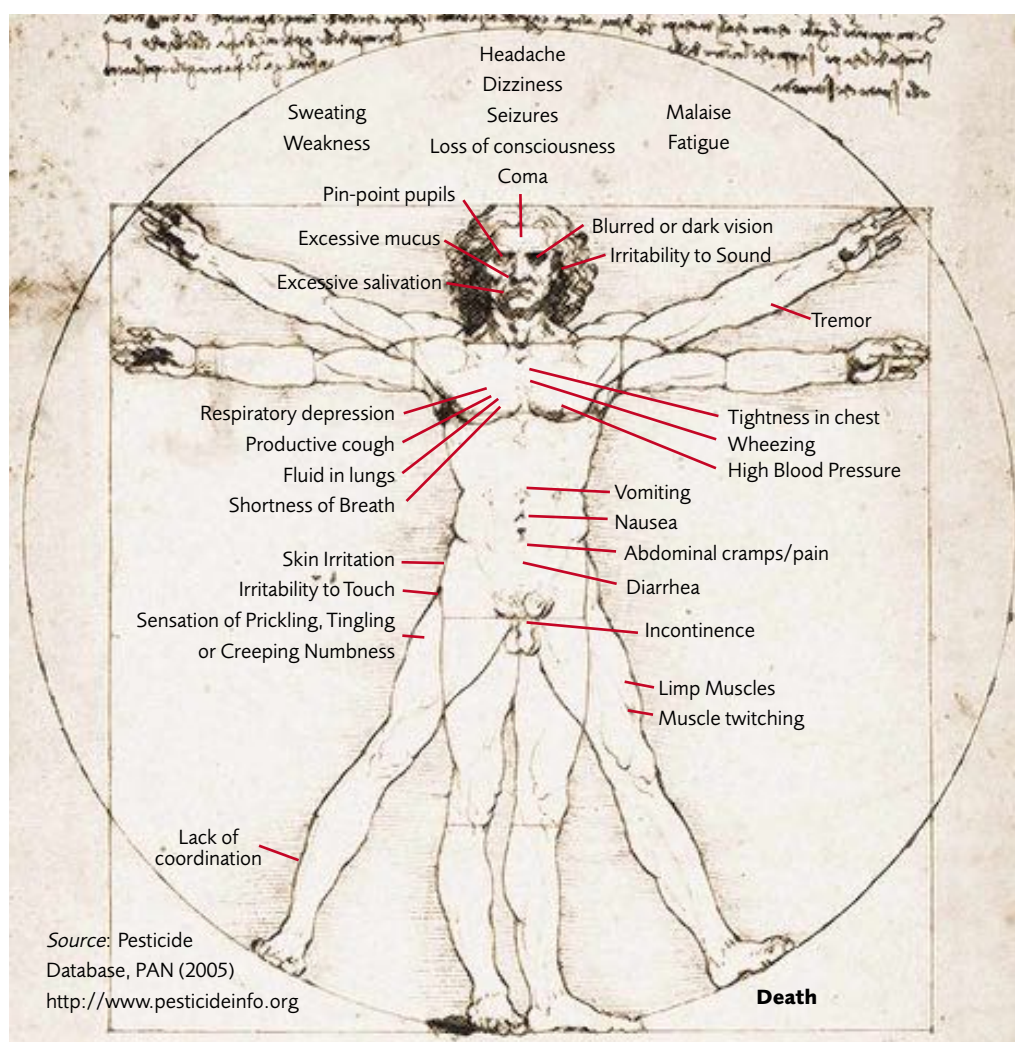 Headache
Dizziness
Seizures
Loss of consciousness
Coma
Sweating
Weakness
Malaise
Fatigue
Pin-point pupils
Excessive mucus
Excessive salivation
Blurred or dark vision
Irritability to Sound
Tremor
Respiratory depression
Productive cough
Fluid in lungs
Shortness of Breath
Tightness in chest
Wheezing
High Blood Pressure
Vomiting
Nausea
Abdominal cramps/pain
Diarrhea
Skin Irritation
Irritability to Touch
Sensation of Prickling, Tingling
or Creeping Numbness
Incontinence
Limp Muscles
Muscle twitching
Lack of
coordination
Source: Pesticide
Database, PAN (2005)
http://www.pesticideinfo.org
Death